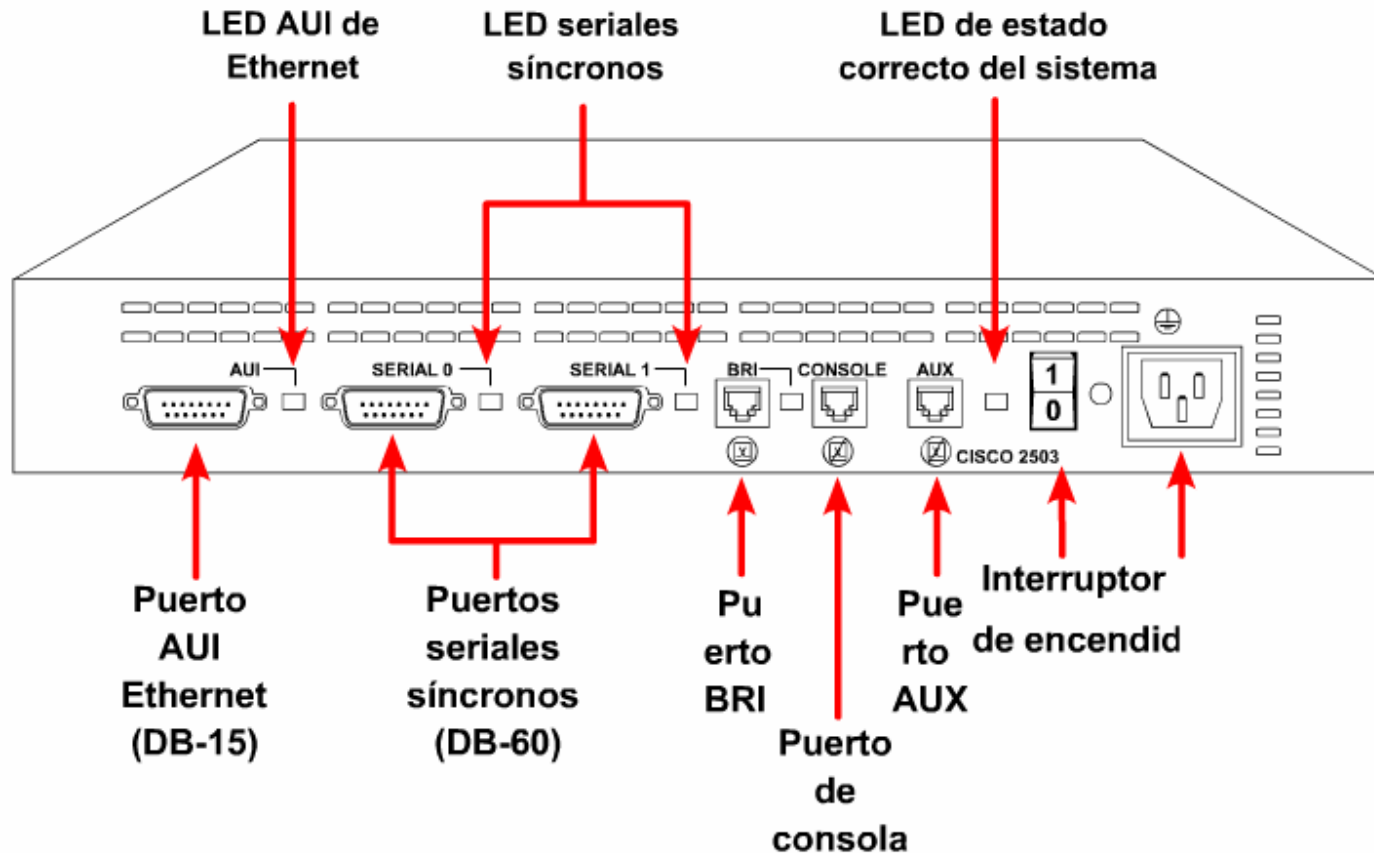 LED AUI de
Ethernet
LED seriales
síncronos
LED de estado
correcto del sistema
AUI
SERIAL 0
SERIAL 1
BRI
CONSOLE
AUX
1
0
X
CISCO 2503
Puerto
AUI
Ethernet
(DB-15)
Puertos
seriales
síncronos
(DB-60)
Pu
erto
BRI
Puerto
de
consola
Pue
rto
AUX
Interruptor
de encendid